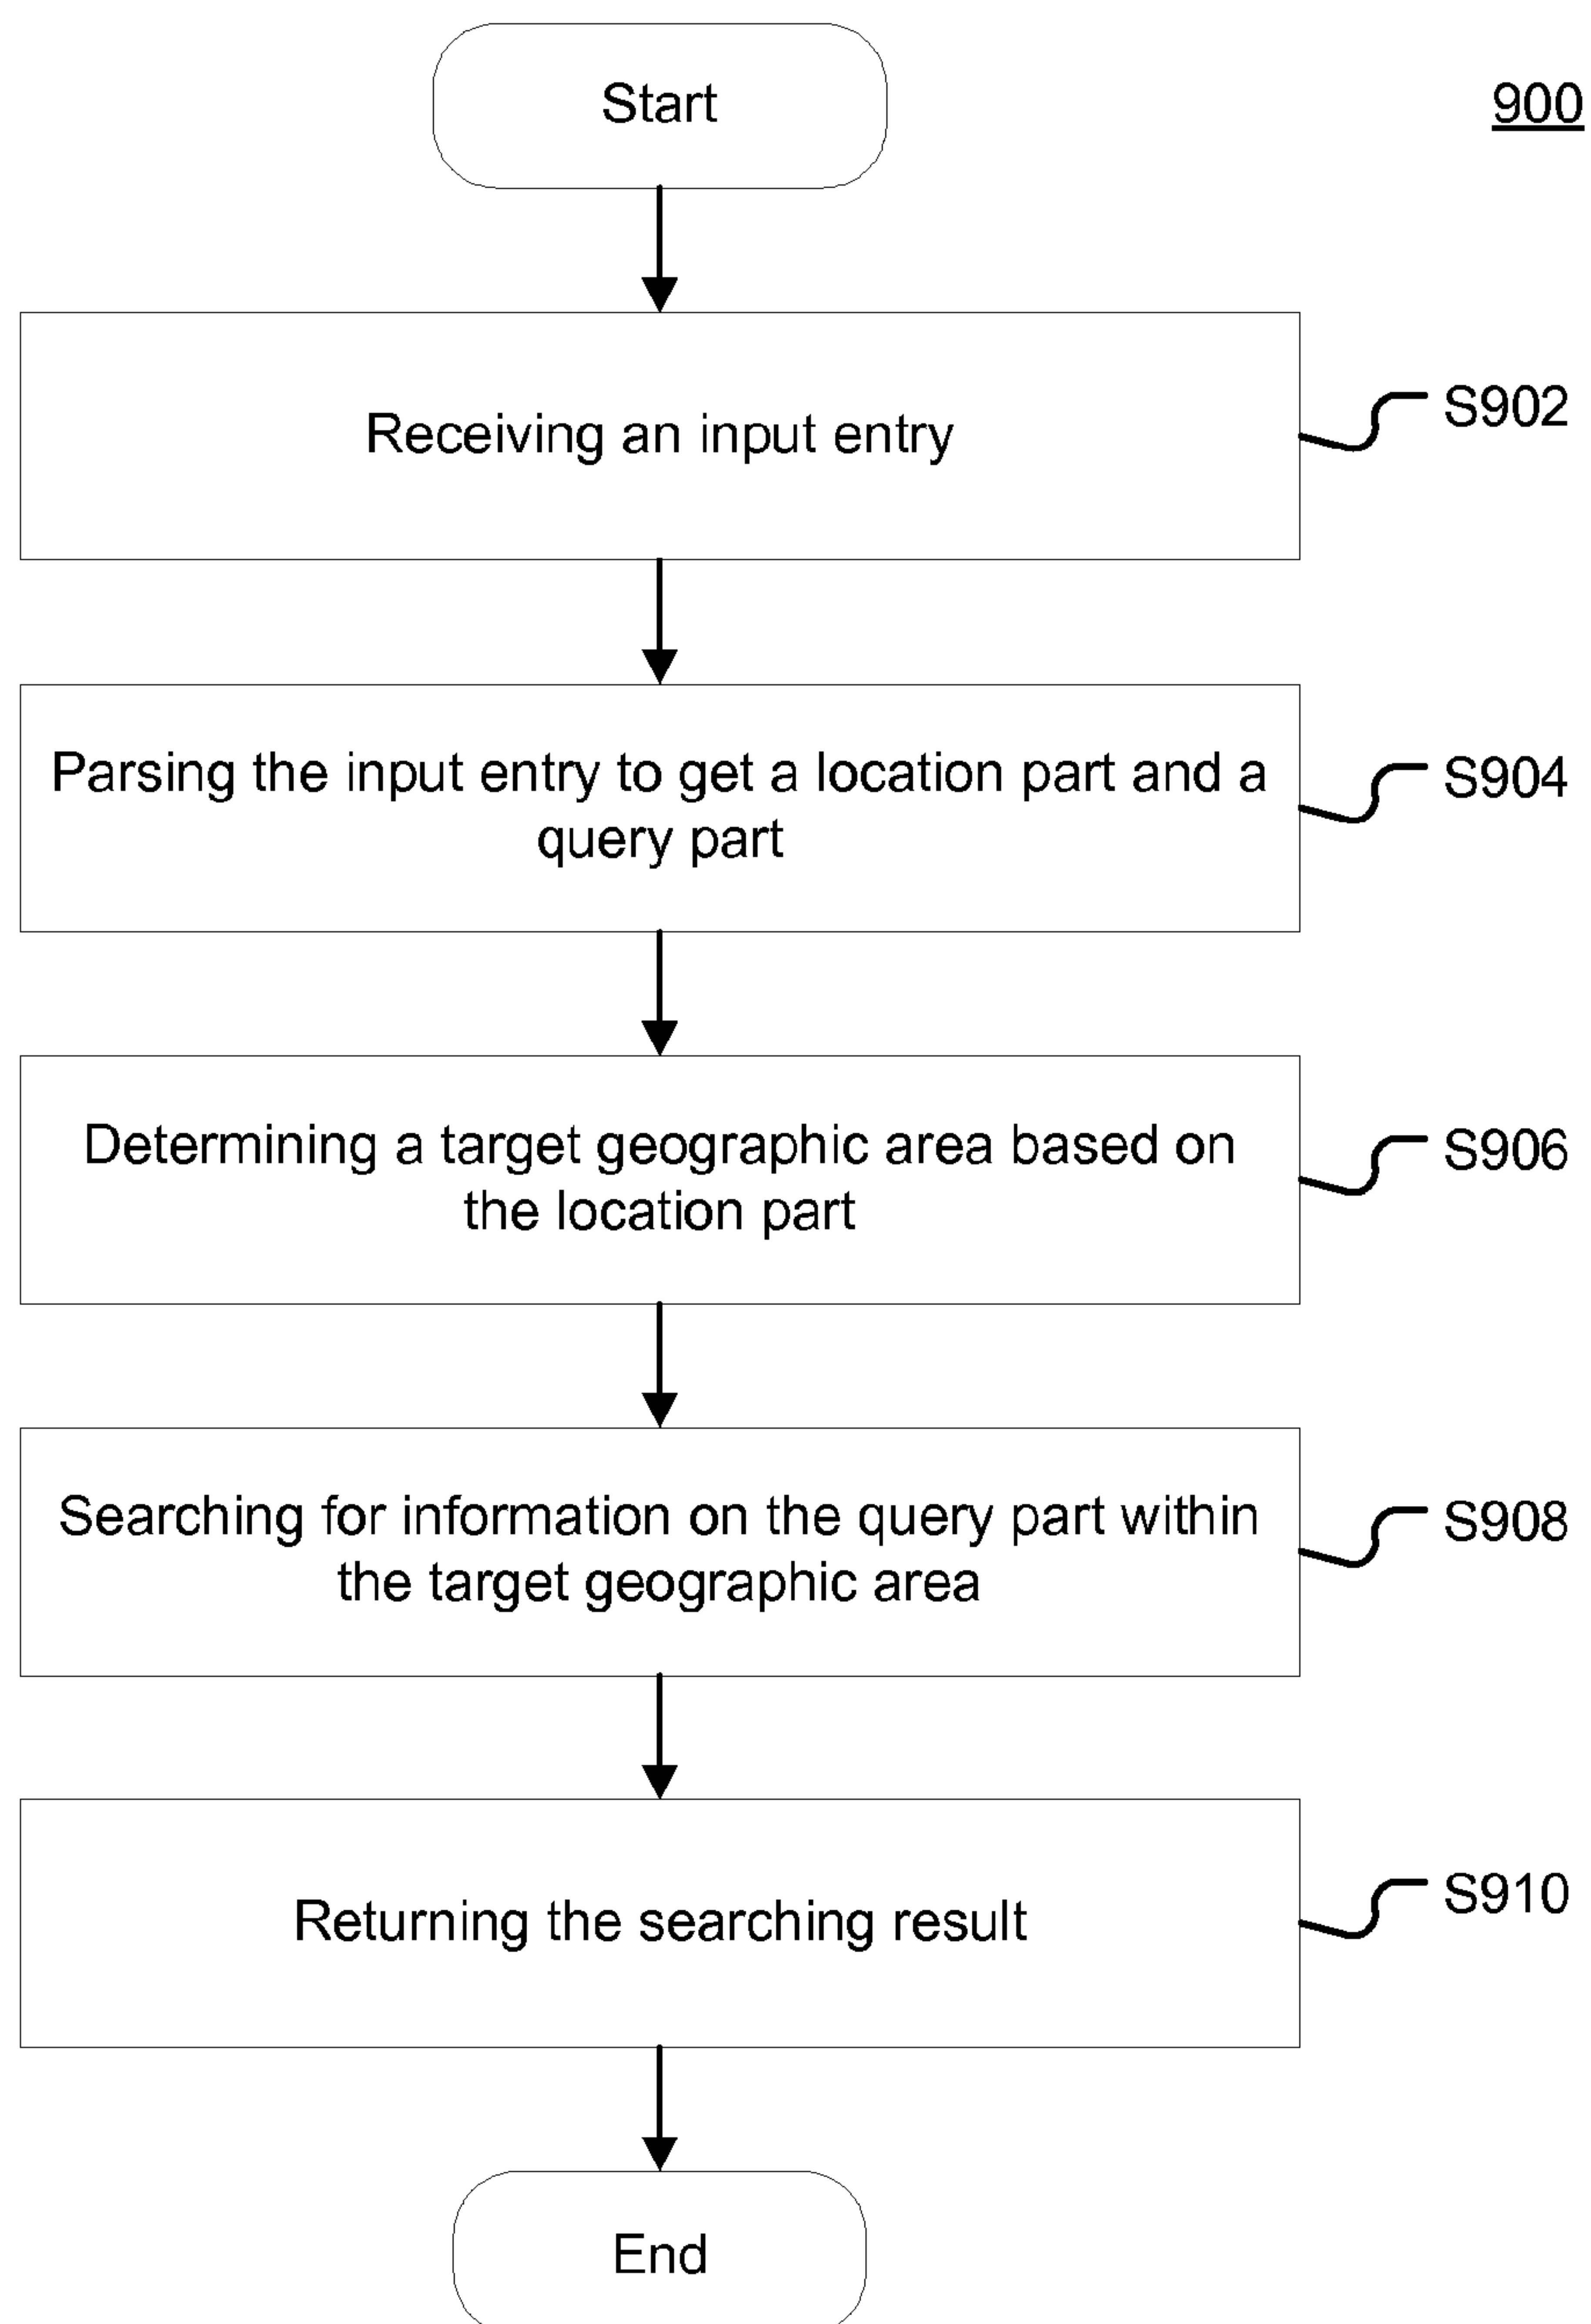 Start
900
Receiving an input entry
S902
Parsing the input entry to get a location part and a
query part
S904
Determining a target geographic area based on
the location part
S906
Searching for information on the query part within
the target geographic area
S908
Returning the searching result
S910
End